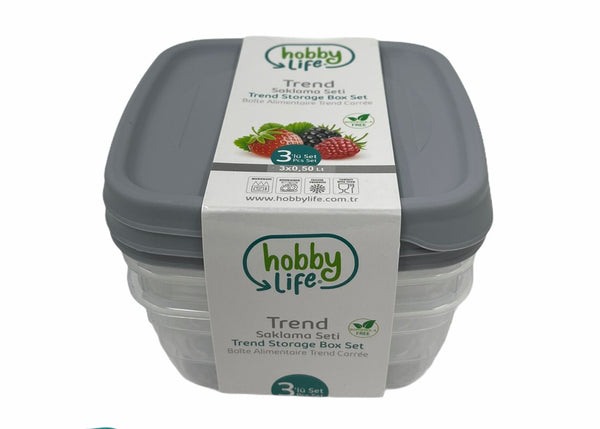 hobby
Life
Trend
Saklama Seti
Trend Storage Box Set
Boîte Alimentaire Trend Carrée
FREE
3'lü Set
Pcs Set
3x0,50 Lt
www.hobbylife.com.tr
hobby
Life
Trend
Saklama Seti
Trend Storage Box Set
Boîte Alimentaire Trend Carrée
FREE
3'lü Set
Pcs Set